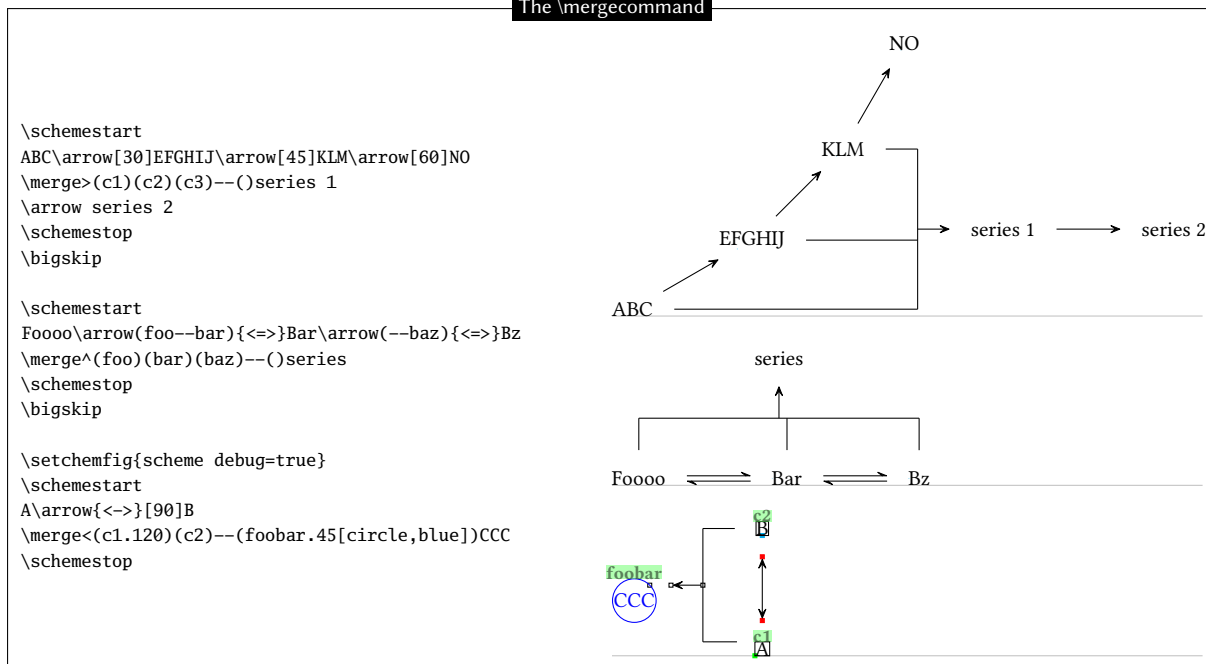 The \mergecommand
\schemestart
ABC\arrow[30]EFGHIJ\arrow[45]KLM\arrow[60]NO
\merge>(c1)(c2)(c3)--()series 1
\arrow series 2
\schemestop
\bigskip
\schemestart
Foooo\arrow(foo--bar){<=>}Bar\arrow(--baz){<=>}Bz
\merge^(foo)(bar)(baz)--()series
\schemestop
\bigskip
\setchemfig{scheme debug=true}
\schemestart
A\arrow{<->}[90]B
\merge<(c1.120)(c2)--(foobar.45[circle,blue])CCC
\schemestop
NO
KLM
EFGHIJ
series 1
series 2
ABC
series
Foooo
Bar
Bz
c2
B
foobar
CCC
c1
A